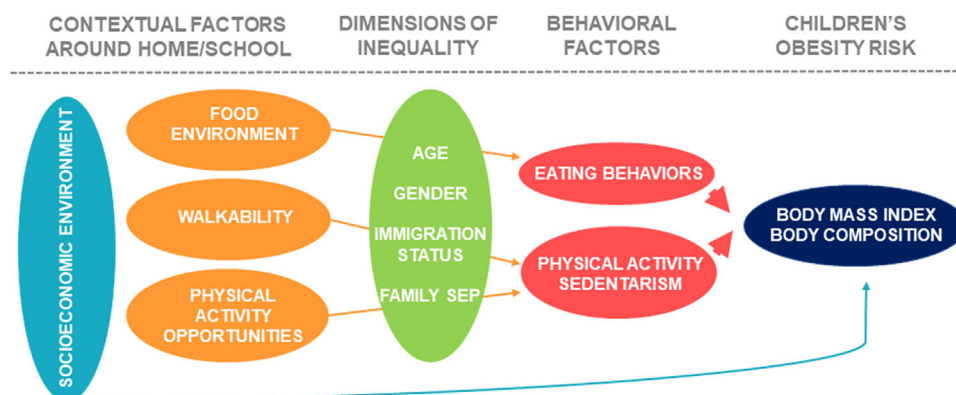 CONTEXTUAL FACTORS
AROUND HOME/SCHOOL
DIMENSIONS OF
INEQUALITY
BEHAVIORAL
FACTORS
CHILDREN'S
OBESITY RISK
SOCIOECONOMIC ENVIRONMENT
FOOD
ENVIRONMENT
WALKABILITY
PHYSICAL
ACTIVITY
OPPORTUNITIES
AGE
GENDER
IMMIGRATION
STATUS
FAMILY SEP
EATING BEHAVIORS
PHYSICAL ACTIVITY
SEDENTARISM
BODY MASS INDEX
BODY COMPOSITION